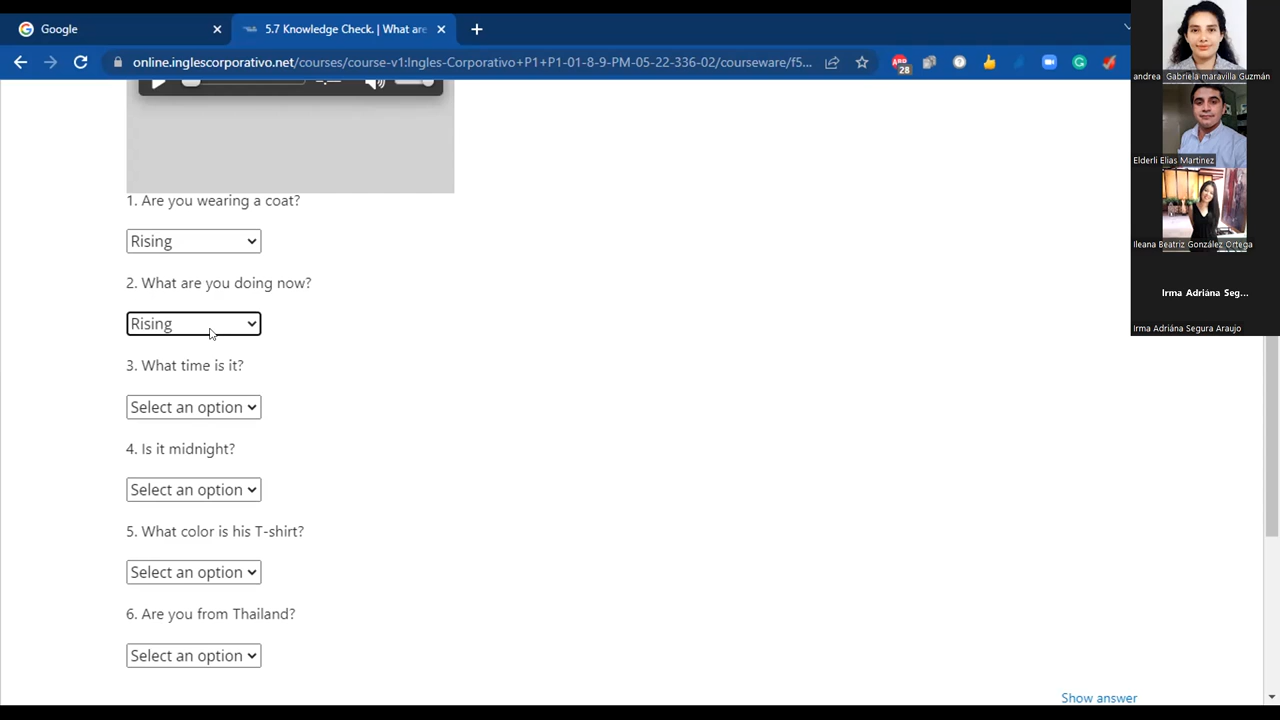 Google
5.7 Knowledge Check. | What are
online.inglescorporativo.net/courses/course-v1:Ingles-Corporativo+P1+P1-01-8-9-PM-05-22-336-02/courseware/f5...
ABP
28
andrea Gabriela maravilla Guzmán
Elderli Elias Martinez
Ileana Beatriz González Ortega
Irma Adriána Seg...
Irma Adriána Segura Araujo
1. Are you wearing a coat?
Rising
2. What are you doing now?
Rising
3. What time is it?
Select an option
4. Is it midnight?
Select an option
5. What color is his T-shirt?
Select an option
6. Are you from Thailand?
Select an option
Show answer